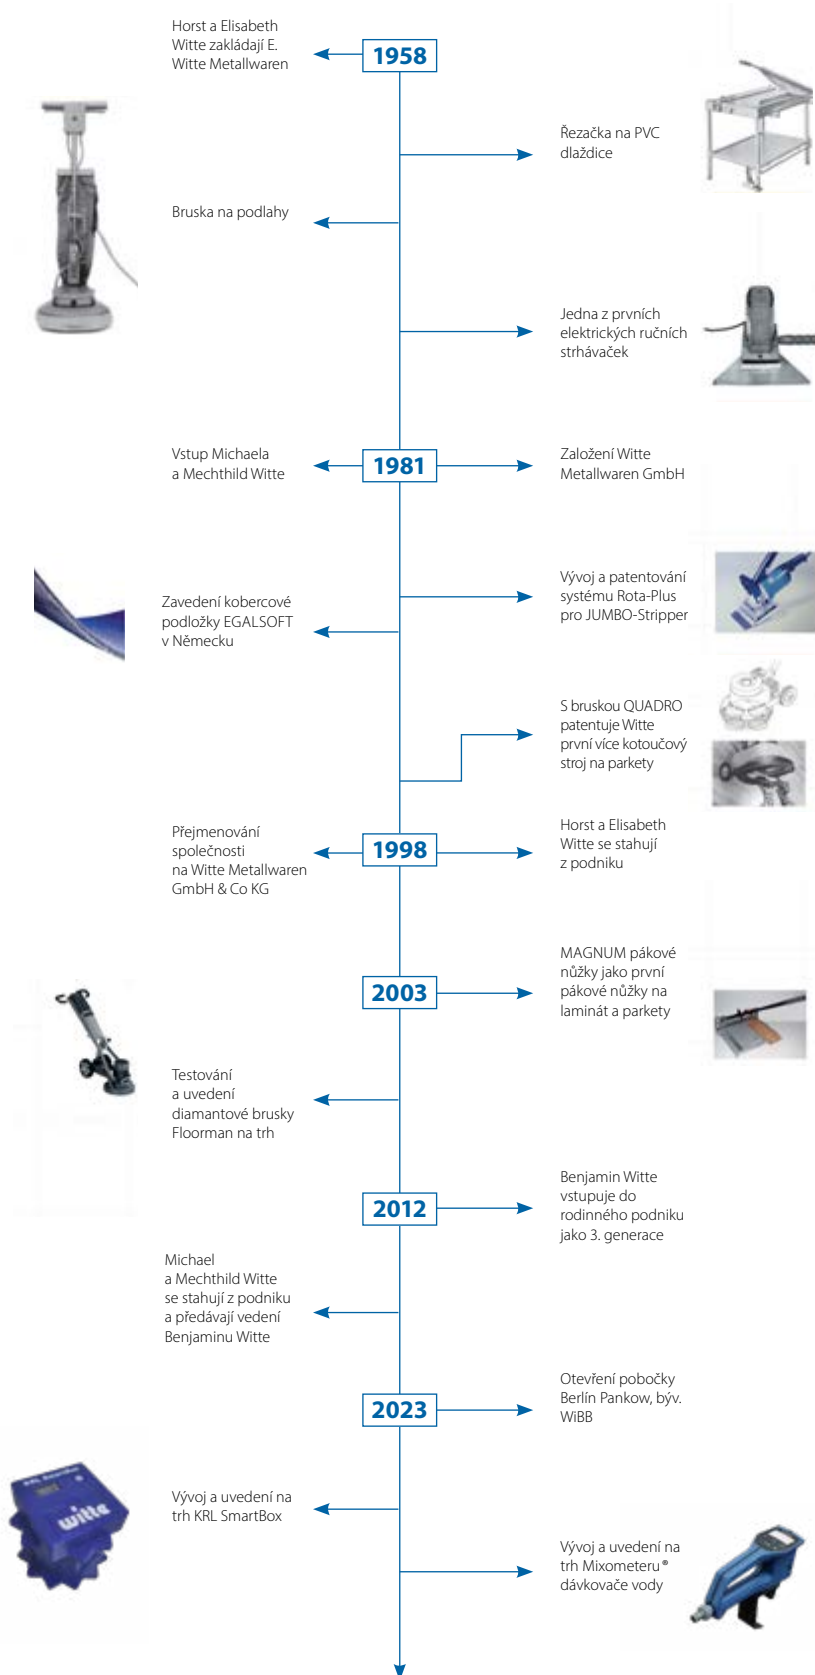 Horst a Elisabeth
Witte zakládají E.
Witte Metallwaren
1958
Řezačka na PVC
dlaždice
Bruska na podlahy
Jedna z prvních
elektrických ručních
strháváček
Vstup Michaela
a Mechthild Witte
1981
Založení Witte
Metallwaren GmbH
Vývoj a patentování
systému Rota-Plus
pro JUMBO-Stripper
Zavedení kobercové
podložky EGALSOFT
v Německu
S bruskou QUADRO
patentuje Witte
první více kotoučový
stroj na parkety
Přejmenování
společnosti
na Witte Metallwaren
GmbH & Co KG
1998
Horst a Elisabeth
Witte se stahují
z podniku
MAGNUM pákové
nůžky jako první
pákové nůžky na
laminát a parkety
2003
Testování
a uvedení
diamantové brusky
Floorman na trh
Benjamin Witte
vstupuje do
rodinného podniku
jako 3. generace
2012
Michael
a Mechthild Witte
se stahují z podniku
a předávají vedení
Benjaminu Witte
Otevření pobočky
Berlín Pankow, býv.
WiBB
2023
Vývoj a uvedení na
trh KRL SmartBox
witte
Vývoj a uvedení na
trh Mixometeru®
dávkovače vody